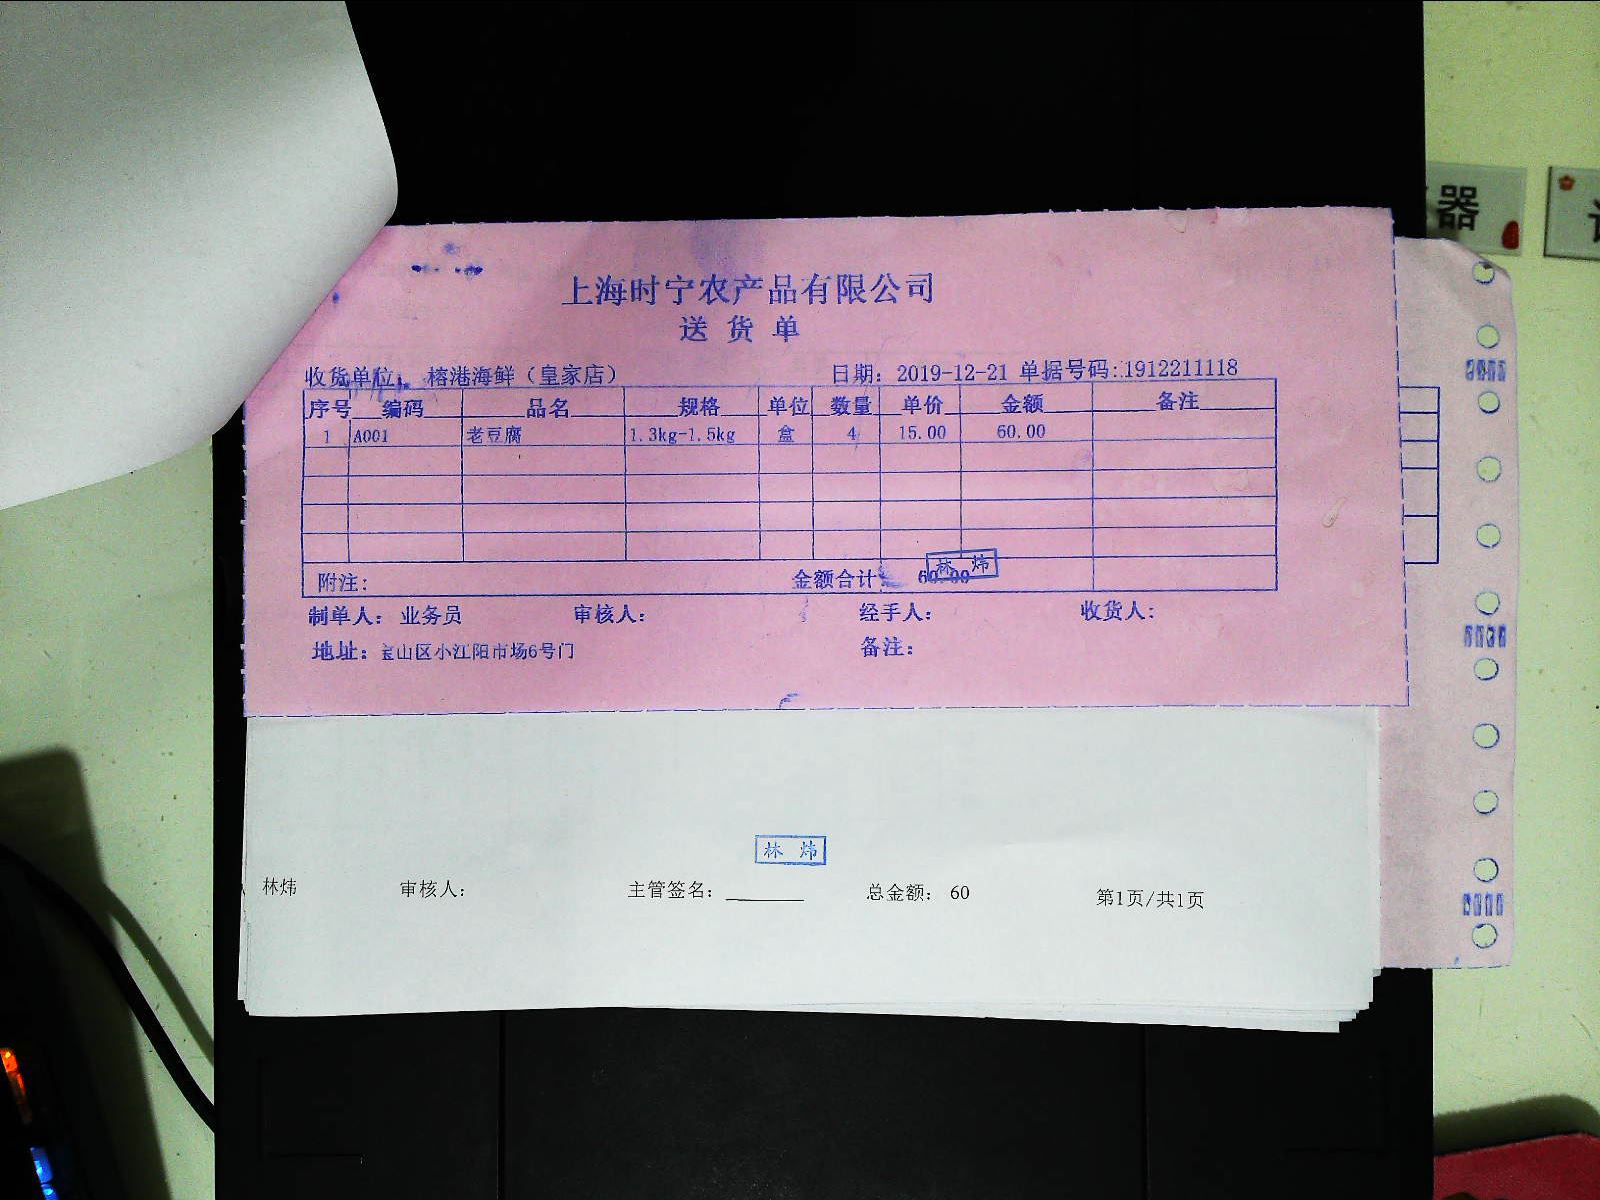 器
上海时宁农产品有限公司
送货单
收货单位: 榕港海鲜（皇家店） 日期: 2019-12-21 单据号码:1912211118
序号 编码 品名 规格 单位 数量 单价 金额 备注
1 A001 老豆腐 1.3kg-1.5kg 盒 4 15.00 60.00
林炜
附注: 金额合计: 60.00
制单人: 业务员 审核人: 经手人: 收货人:
地址: 宝山区小江阳市场6号门 备注:
林炜
林炜 审核人: 主管签名: 总金额: 60 第1页/共1页